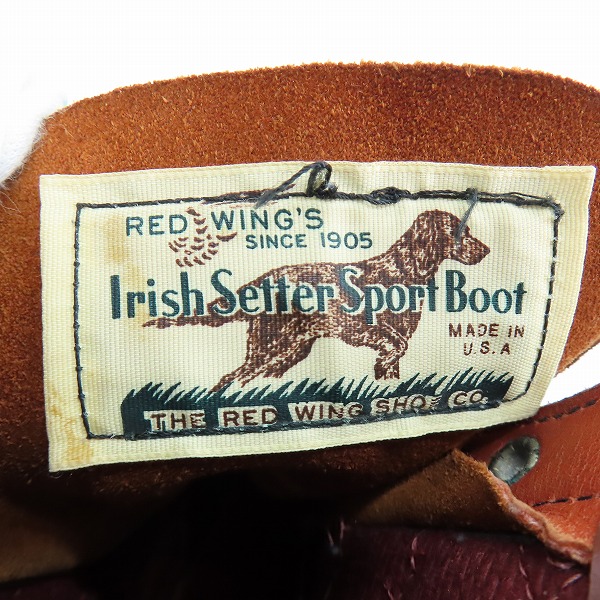 RED WING'S
SINCE 1905
Irish Setter Sport Boot
MADE IN
U.S.A
THE RED WING SHOE CO.